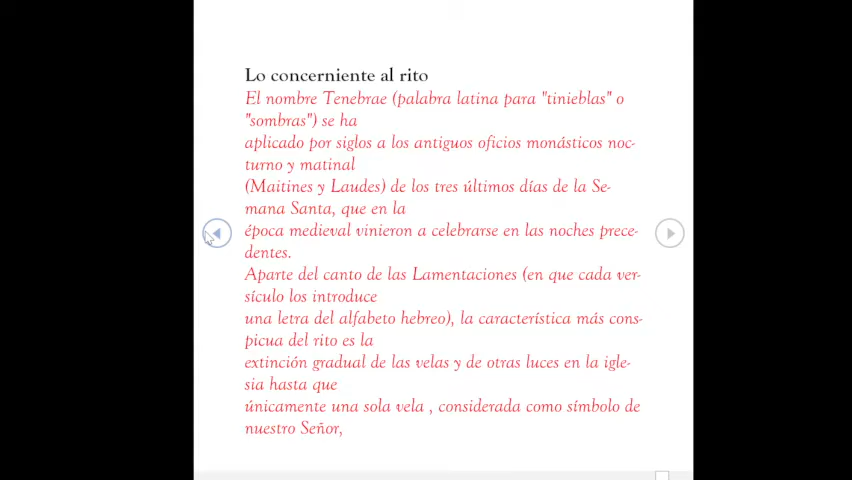 Lo concerniente al rito
El nombre Tenebrae (palabra latina para "tinieblas" o
"sombras") se ha
aplicado por siglos a los antiguos oficios monásticos noc-
turno y matinal
(Maitines y Laudes) de los tres últimos días de la Se-
mana Santa, que en la
época medieval vinieron a celebrarse en las noches prece-
dentes.
Aparte del canto de las Lamentaciones (en que cada ver-
sículo los introduce
una letra del alfabeto hebreo), la característica más cons-
picua del rito es la
extinción gradual de las velas y de otras luces en la igle-
sia hasta que
únicamente una sola vela , considerada como símbolo de
nuestro Señor,